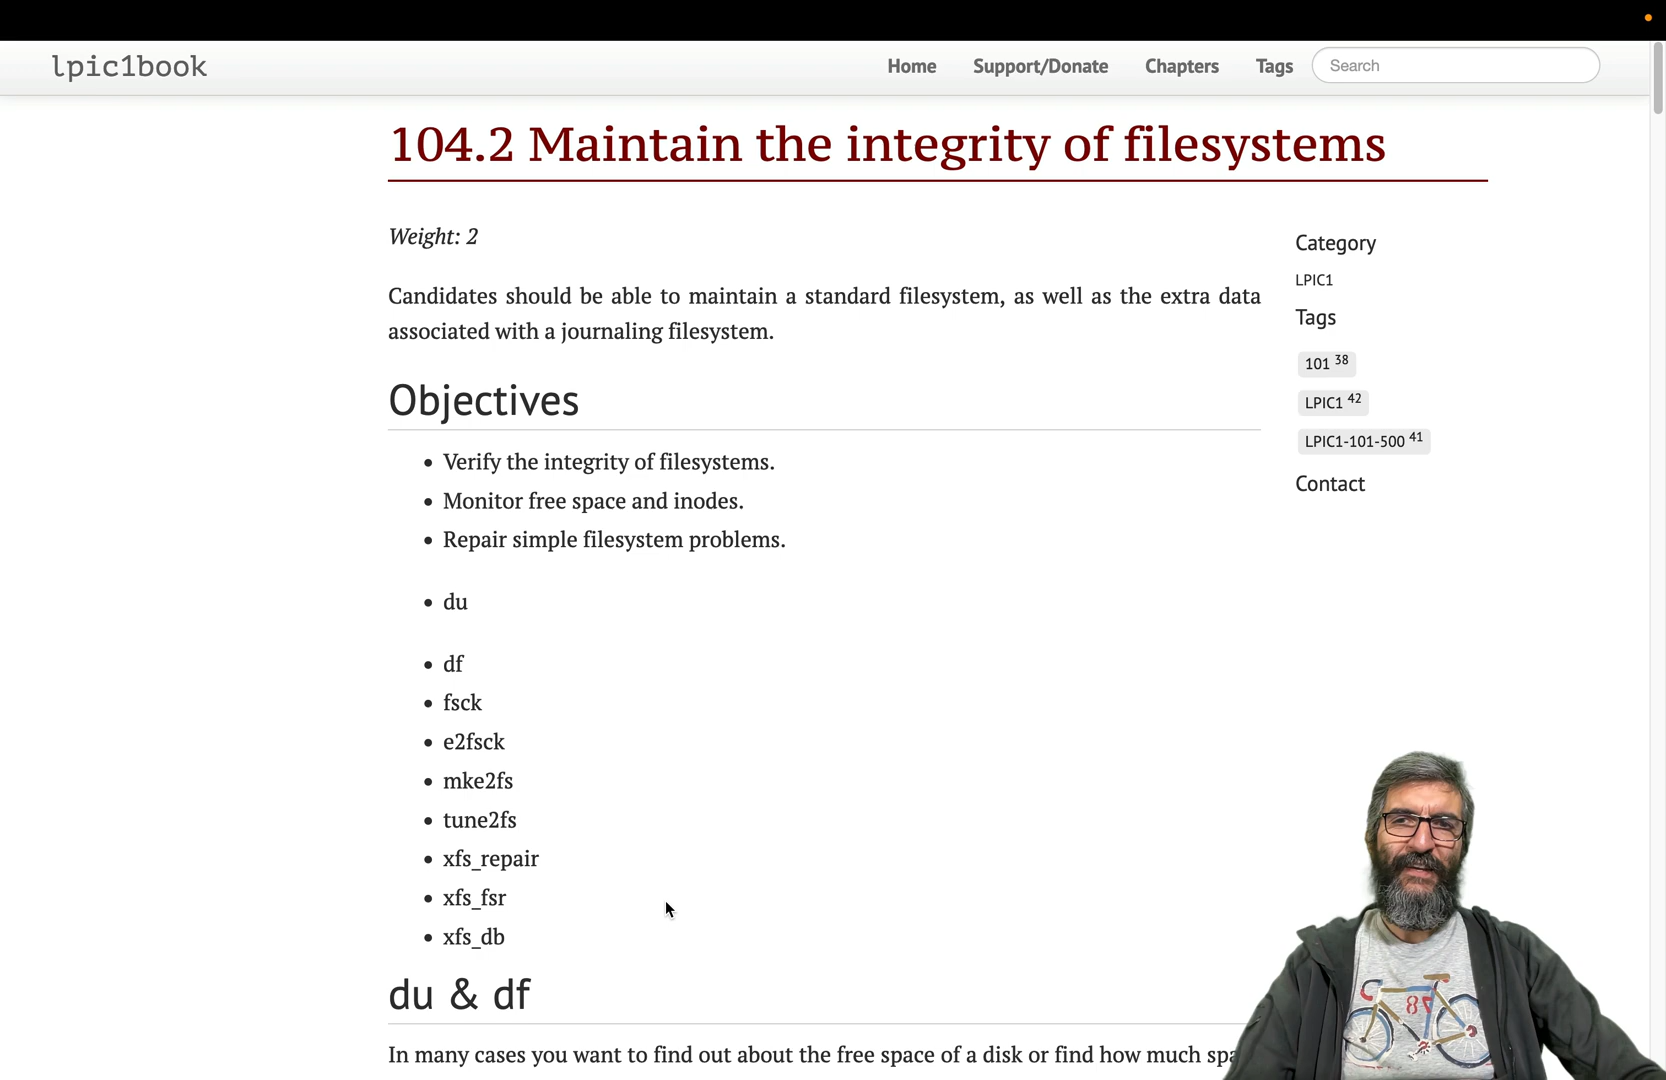 lpic1book
Home
Support/Donate
Chapters
Tags
Search
104.2 Maintain the integrity of filesystems
Weight: 2
Candidates should be able to maintain a standard filesystem, as well as the extra data
associated with a journaling filesystem.
Objectives
Verify the integrity of filesystems.
Monitor free space and inodes.
Repair simple filesystem problems.
du
df
fsck
e2fsck
mke2fs
tune2fs
xfs_repair
xfs_fsr
xfs_db
du & df
In many cases you want to find out about the free space of a disk or find how much
Category
LPIC1
Tags
101 38
LPIC1 42
LPIC1-101-500 41
Contact